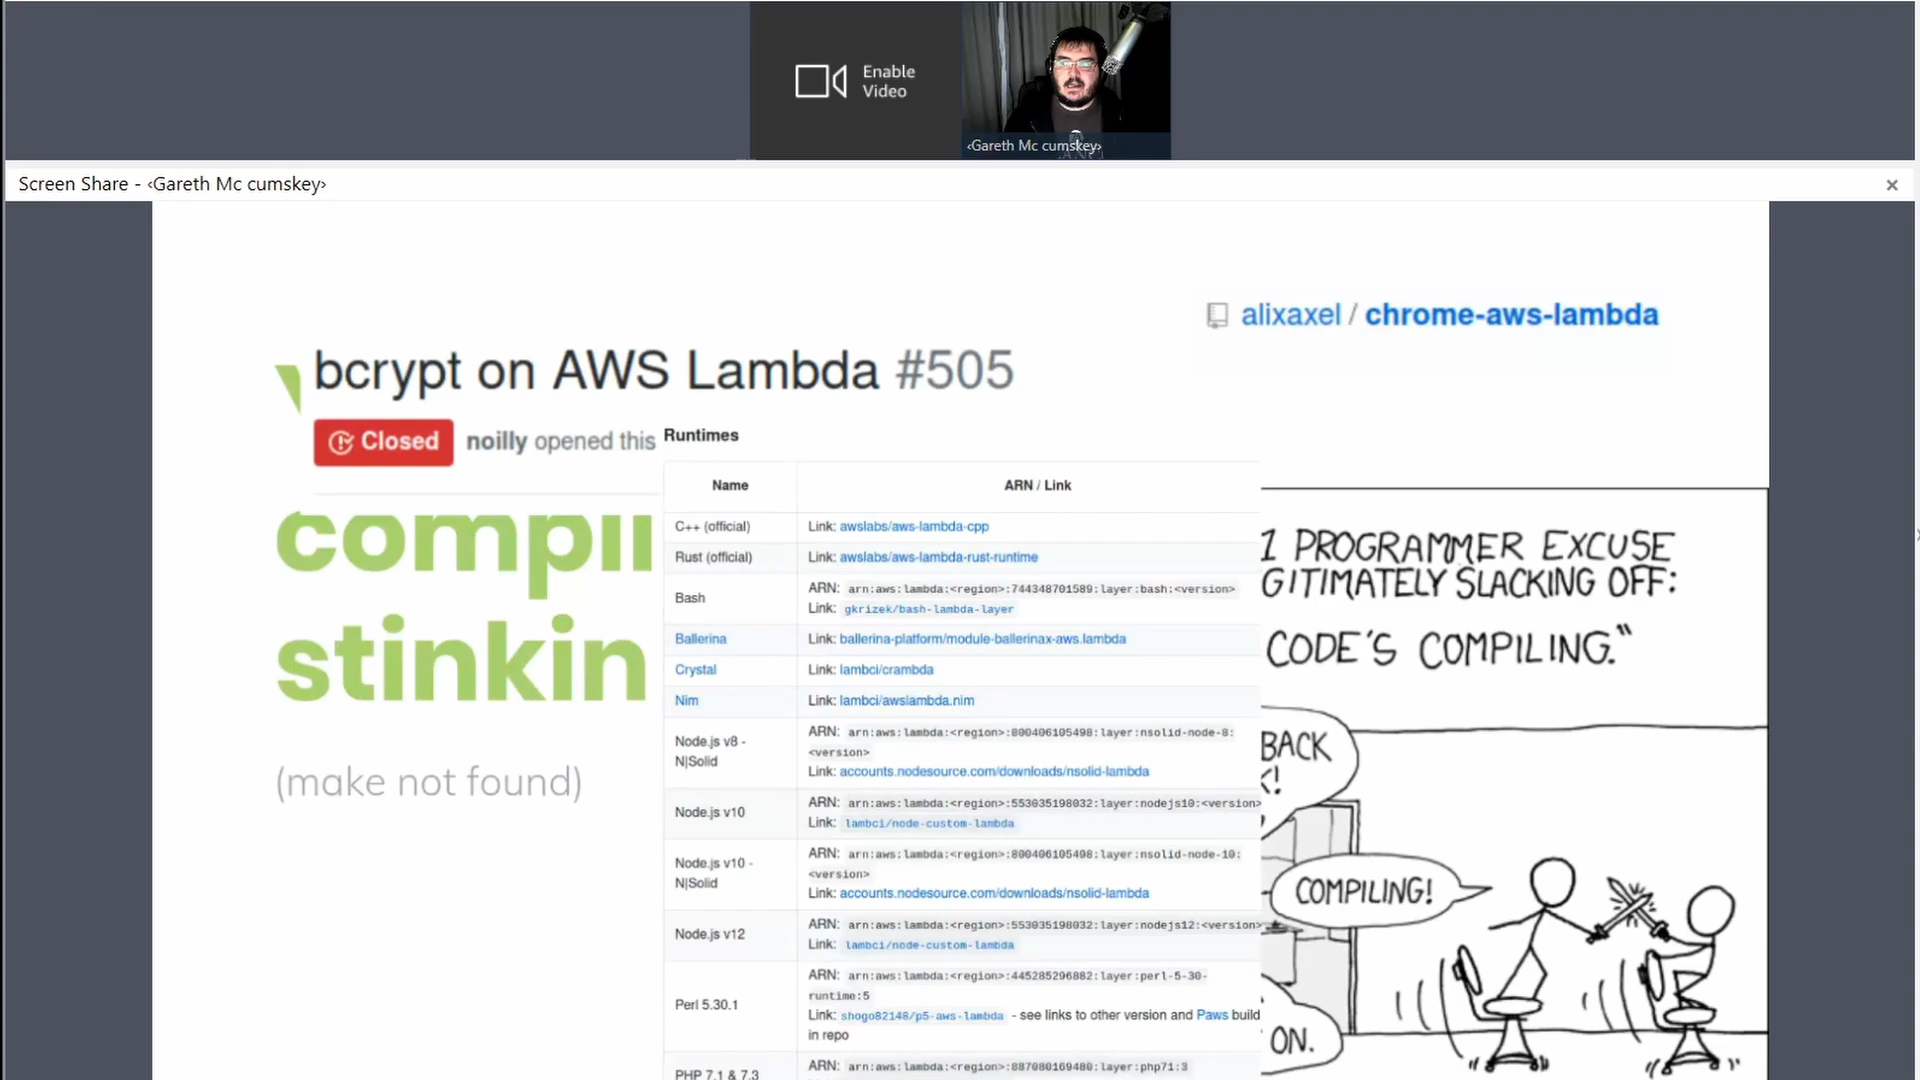 Enable
Video
‹Gareth Mc cumskey›
Screen Share - ‹Gareth Mc cumskey›
alixaxel / chrome-aws-lambda
bcrypt on AWS Lambda #505
Closed noilly opened this
Runtimes
Name ARN / Link
C++ (official) Link: awslabs/aws-lambda-cpp
Rust (official) Link: awslabs/aws-lambda-rust-runtime
Bash
ARN: arn:aws:lambda:<region>:744348701589:layer:bash:<version>
Link: gkrizek/bash-lambda-layer
Ballerina Link: ballerina-platform/module-ballerinax-aws.lambda
Crystal Link: lambci/crambda
Nim Link: lambci/awslambda.nim
Node.js v8 -
N|Solid
ARN: arn:aws:lambda:<region>:800406105498:layer:nsolid-node-8:
<version>
Link: accounts.nodesource.com/downloads/nsolid-lambda
Node.js v10
ARN: arn:aws:lambda:<region>:553035198032:layer:nodejs10:<version>
Link: lambci/node-custom-lambda
Node.js v10 -
N|Solid
ARN: arn:aws:lambda:<region>:800406105498:layer:nsolid-node-10:
<version>
Link: accounts.nodesource.com/downloads/nsolid-lambda
Node.js v12
ARN: arn:aws:lambda:<region>:553035198032:layer:nodejs12:<version>
Link: lambci/node-custom-lambda
Perl 5.30.1
ARN: arn:aws:lambda:<region>:445285296882:layer:perl-5-30-
runtime:5
Link: shogo82148/p5-aws-lambda - see links to other version and Paws build
in repo
PHP 7.1 & 7.3
ARN: arn:aws:lambda:<region>:887080169480:layer:php71:3
compil
stinkin
(make not found)
1 PROGRAMMER EXCUSE
GITIMATELY SLACKING OFF:
CODE'S COMPILING."
BACK
K!
COMPILING!
ON.